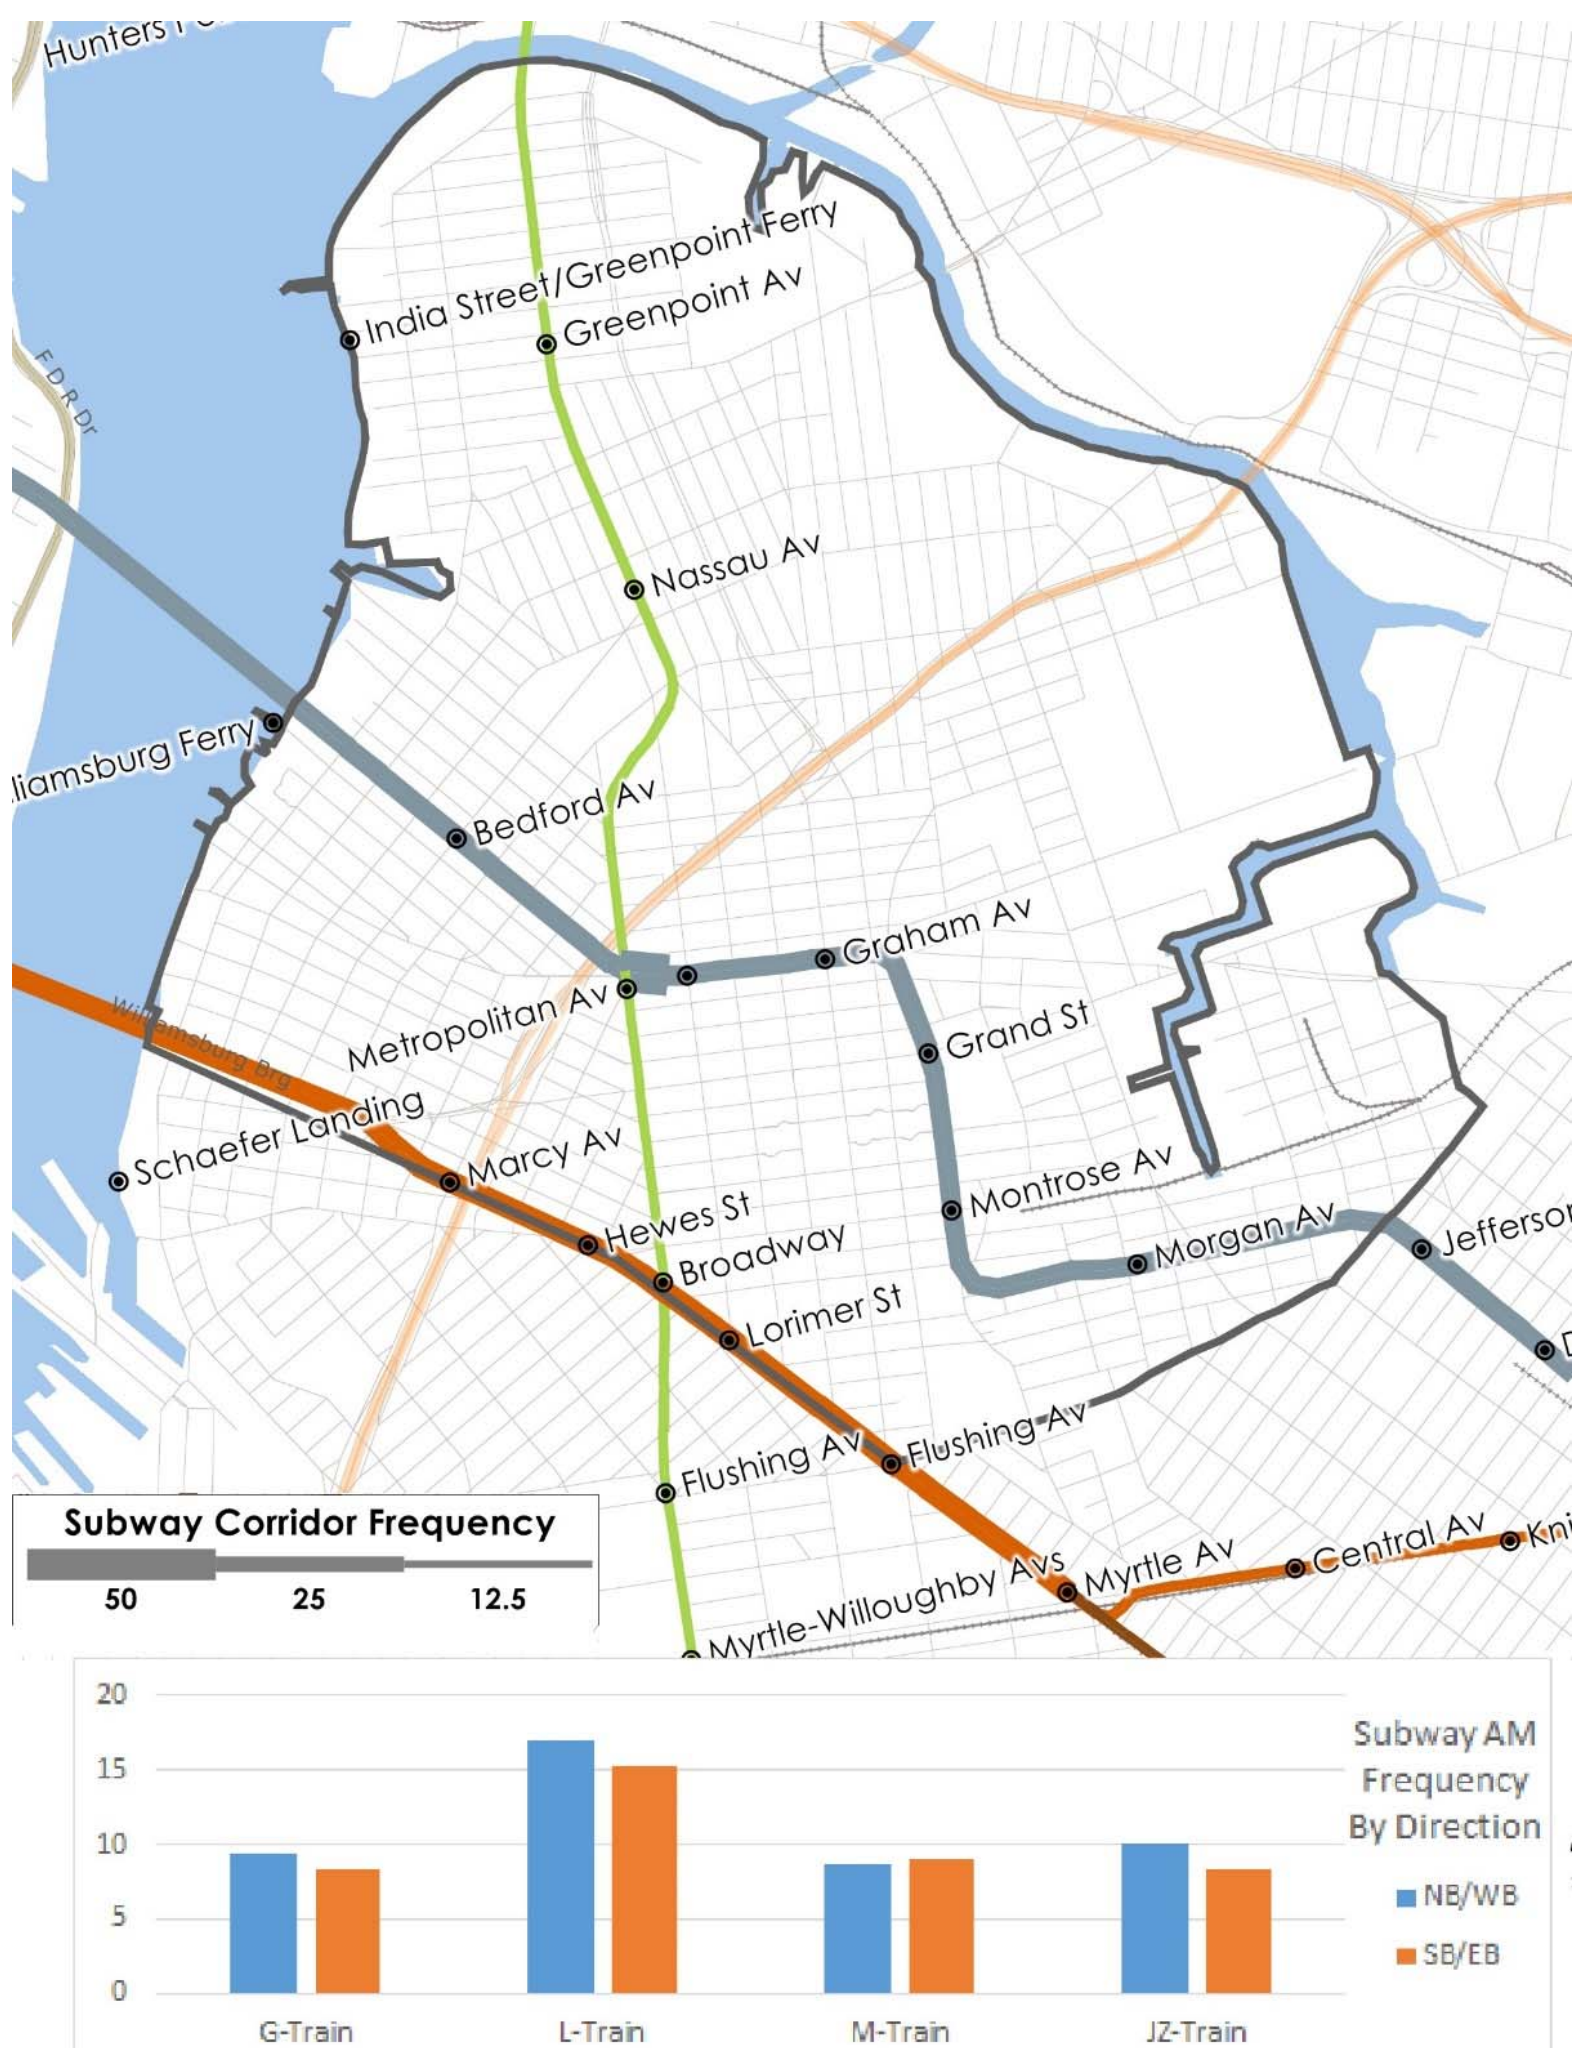 India Street/Greenpoint Ferry
Greenpoint Av
F D R Dr
Nassau Av
Bedford Av
Graham Av
Metropolitan Av
Grand St
Williamsburg Brg
Schaefer Landing
Marcy Av
Montrose Av
Hewes St
Morgan Av
Broadway
Lorimer St
Flushing Av
Flushing Av
Subway Corridor Frequency
50 25 12.5
Central Av
Myrtle Av
Myrtle-Willoughby Avs
Hunters
liamsburg Ferry
Jefferson
Kni
20
15
10
5
0
Subway AM
Frequency
By Direction
NB/WB
SB/EB
G-Train L-Train M-Train JZ-Train